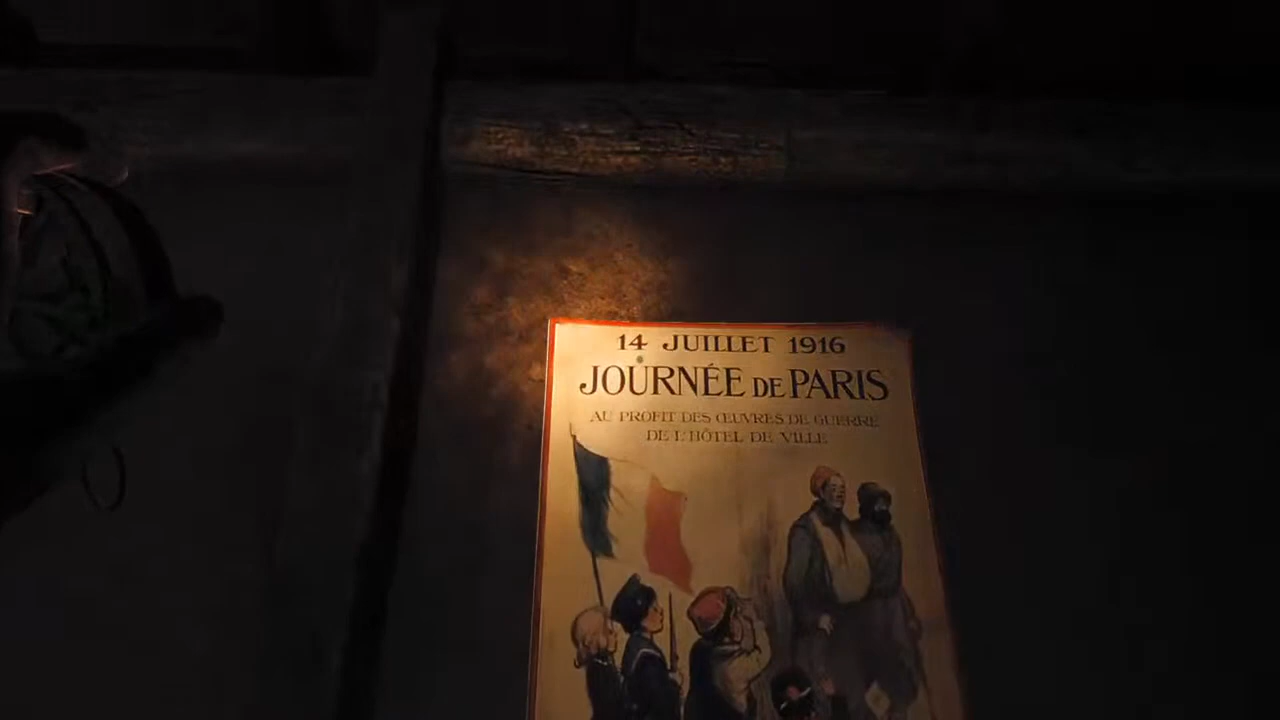 14 JUILLET 1916
JOURNÉE DE PARIS
AU PROFIT DES ŒUVRES DE GUERRE
DE L'HÔTEL DE VILLE